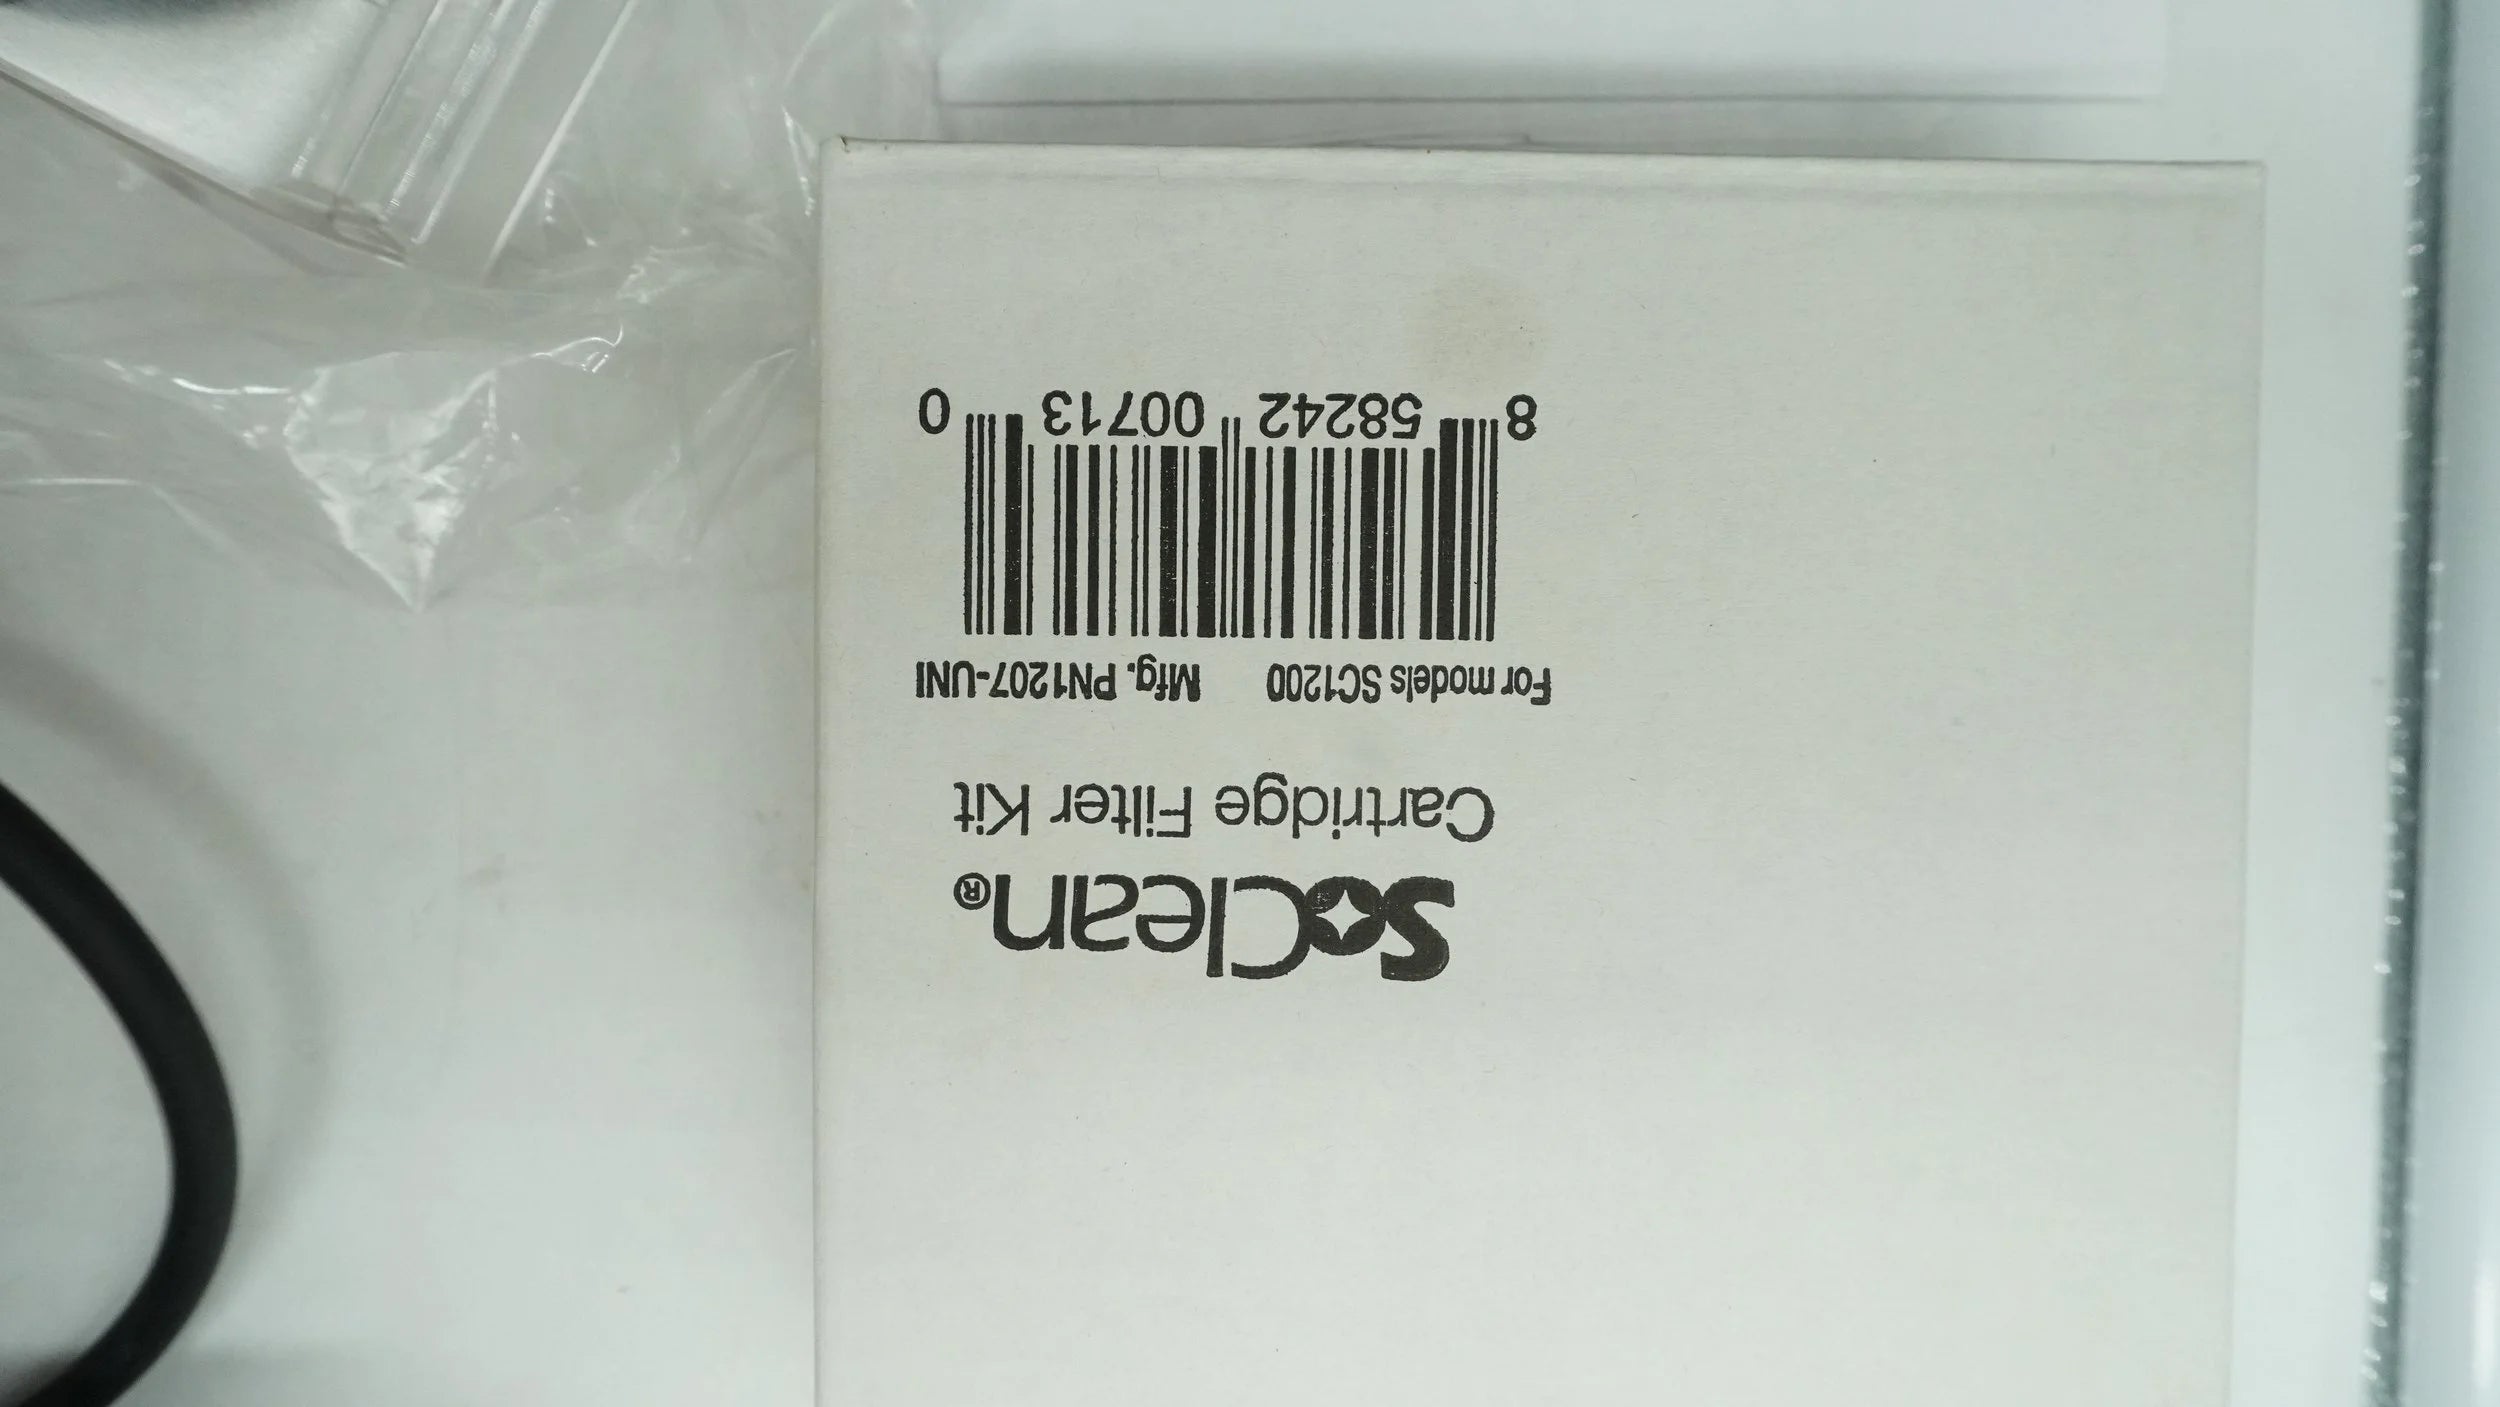 SoClean®
Cartridge Filter Kit
For models SC1200 Mfg. PN1207-UNI
8 58242 00713 0